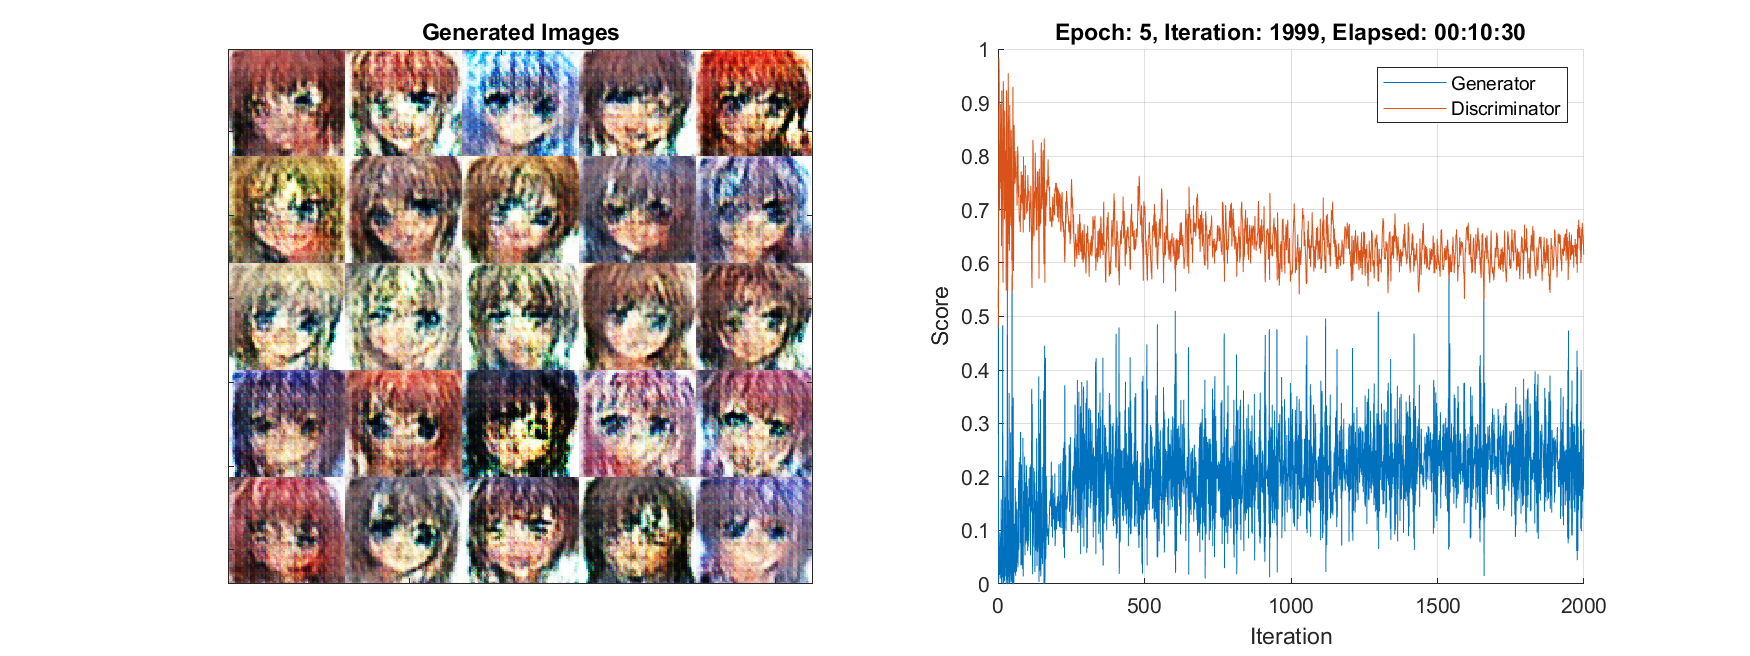 Generated Images
Epoch: 5, Iteration: 1999, Elapsed: 00:10:30
Generator
Discriminator
1
0.9
0.8
0.7
0.6
0.5
0.4
0.3
0.2
0.1
0
Score
0 500 1000 1500 2000
Iteration